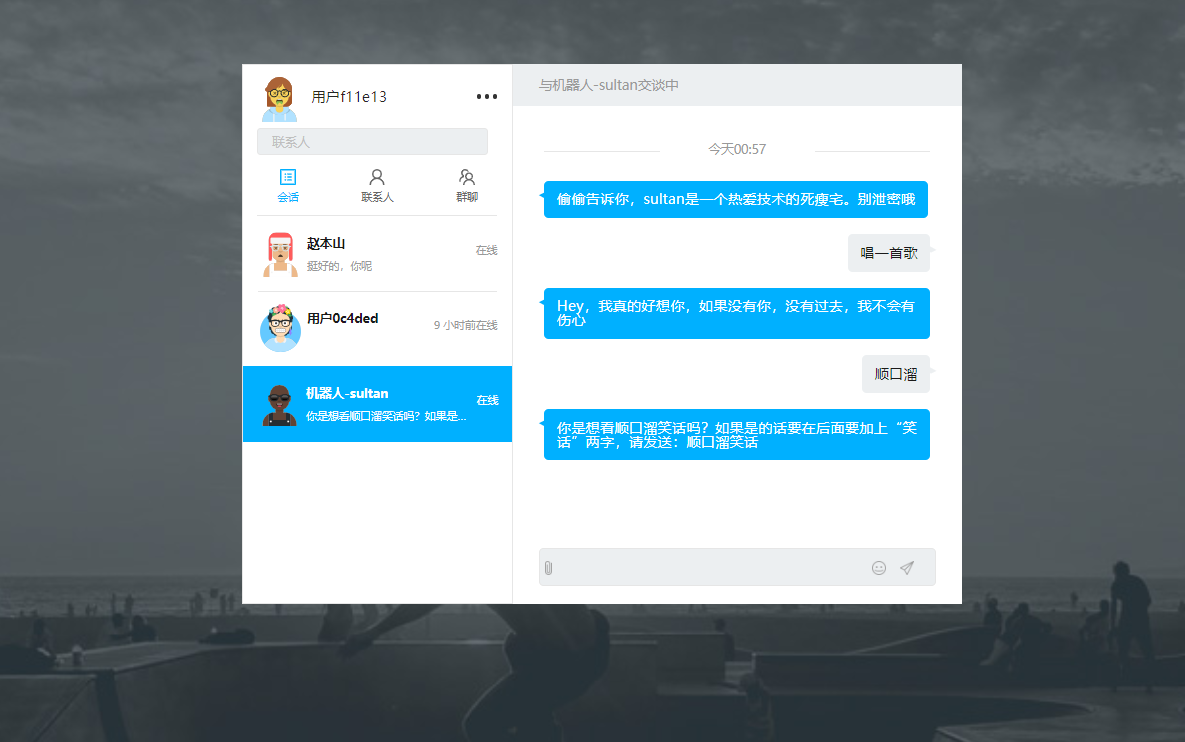 用户f11e13
联系人
会话
联系人
群聊
赵本山
在线
挺好的，你呢
用户0c4ded
9 小时前在线
机器人-sultan
在线
你是想看顺口溜笑话吗？如果是...
与机器人-sultan交谈中
今天00:57
偷偷告诉你，sultan是一个热爱技术的死瘦宅。别泄密哦
唱一首歌
Hey，我真的好想你，如果没有你，没有过去，我不会有
伤心
顺口溜
你是想看顺口溜笑话吗？如果是的话要在后面要加上“笑
话”两字，请发送：顺口溜笑话